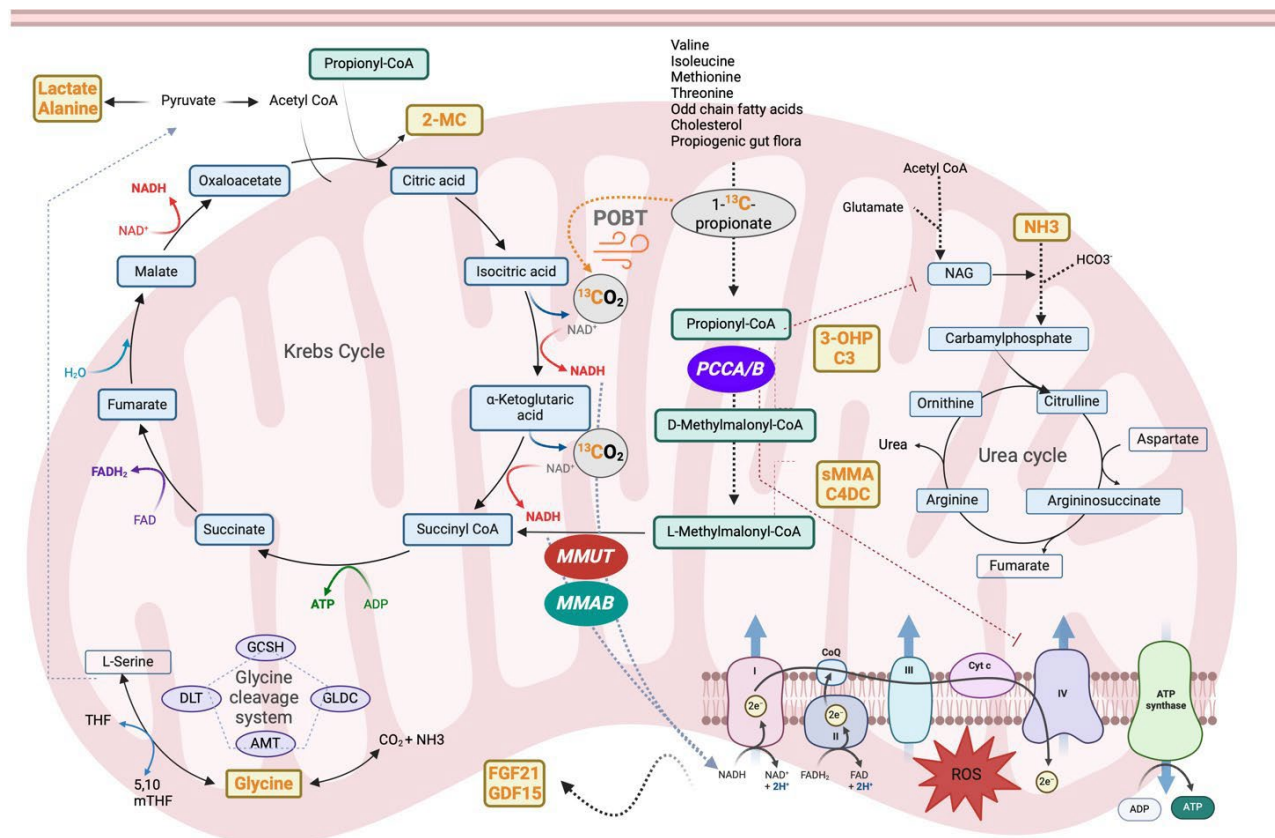 Valine
Isoleucine
Methionine
Threonine
Odd chain fatty acids
Cholesterol
Propiogenic gut flora
Propionyl-CoA
Lactate
Alanine
Pyruvate
Acetyl CoA
2-MC
Oxaloacetate
Citric acid
NADH
NAD⁺
Malate
Isocitric acid
POBT
¹³CO₂
NAD⁺
NADH
1-¹³C-
propionate
Acetyl CoA
Glutamate
NH3
NAG
HCO3⁻
Krebs Cycle
H₂O
Fumarate
α-Ketoglutaric
acid
¹³CO₂
NAD⁺
NADH
FADH₂
FAD
Succinate
Succinyl CoA
ATP
ADP
Propionyl-CoA
PCCA/B
3-OHP
C3
D-Methylmalonyl-CoA
sMMA
C4DC
L-Methylmalonyl-CoA
MMUT
MMAB
Carbamylphosphate
Ornithine
Citrulline
Urea
Urea cycle
Aspartate
Arginine
Argininosuccinate
Fumarate
L-Serine
GCSH
Glycine
cleavage
system
DLT
GLDC
AMT
THF
5,10
mTHF
CO₂ + NH3
Glycine
FGF21
GDF15
I
CoQ
III
Cyt c
IV
ATP
synthase
2e⁻
2e⁻
II
NADH
NAD⁺
+ 2H⁺
FADH₂
FAD
+ 2H⁺
ROS
2e⁻
ADP
ATP